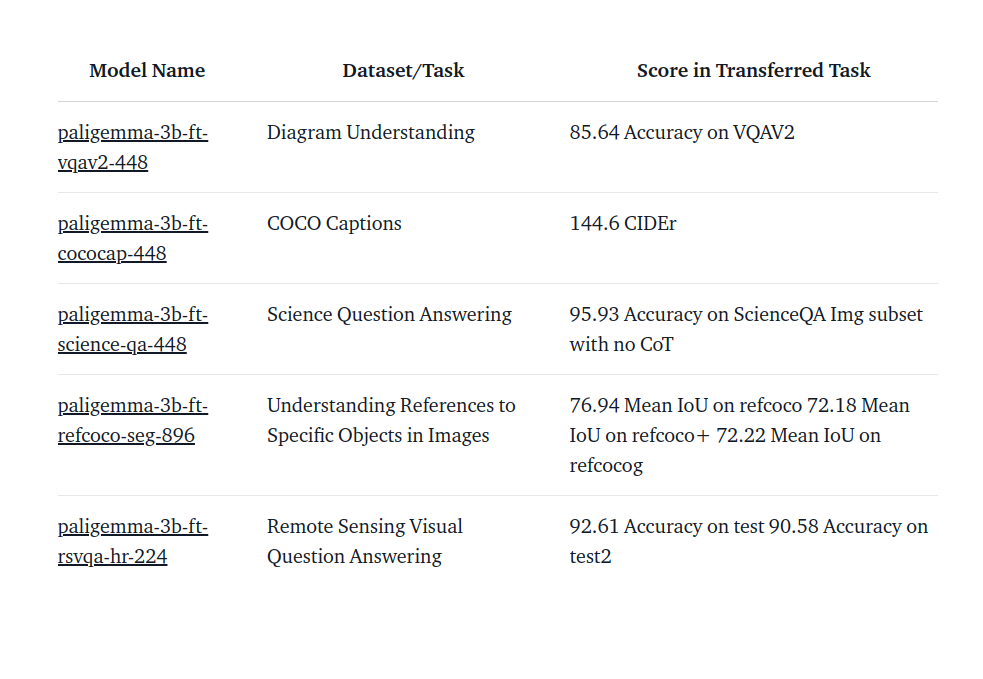 Model Name Dataset/Task Score in Transferred Task
paligemma-3b-ft- Diagram Understanding 85.64 Accuracy on VQAV2
vqav2-448
paligemma-3b-ft- COCO Captions 144.6 CIDEr
cococap-448
paligemma-3b-ft- Science Question Answering 95.93 Accuracy on ScienceQA Img subset
science-qa-448 with no CoT
paligemma-3b-ft- Understanding References to 76.94 Mean IoU on refcoco 72.18 Mean
refcoco-seg-896 Specific Objects in Images IoU on refcoco+ 72.22 Mean IoU on
refcocog
paligemma-3b-ft- Remote Sensing Visual 92.61 Accuracy on test 90.58 Accuracy on
rsvqa-hr-224 Question Answering test2